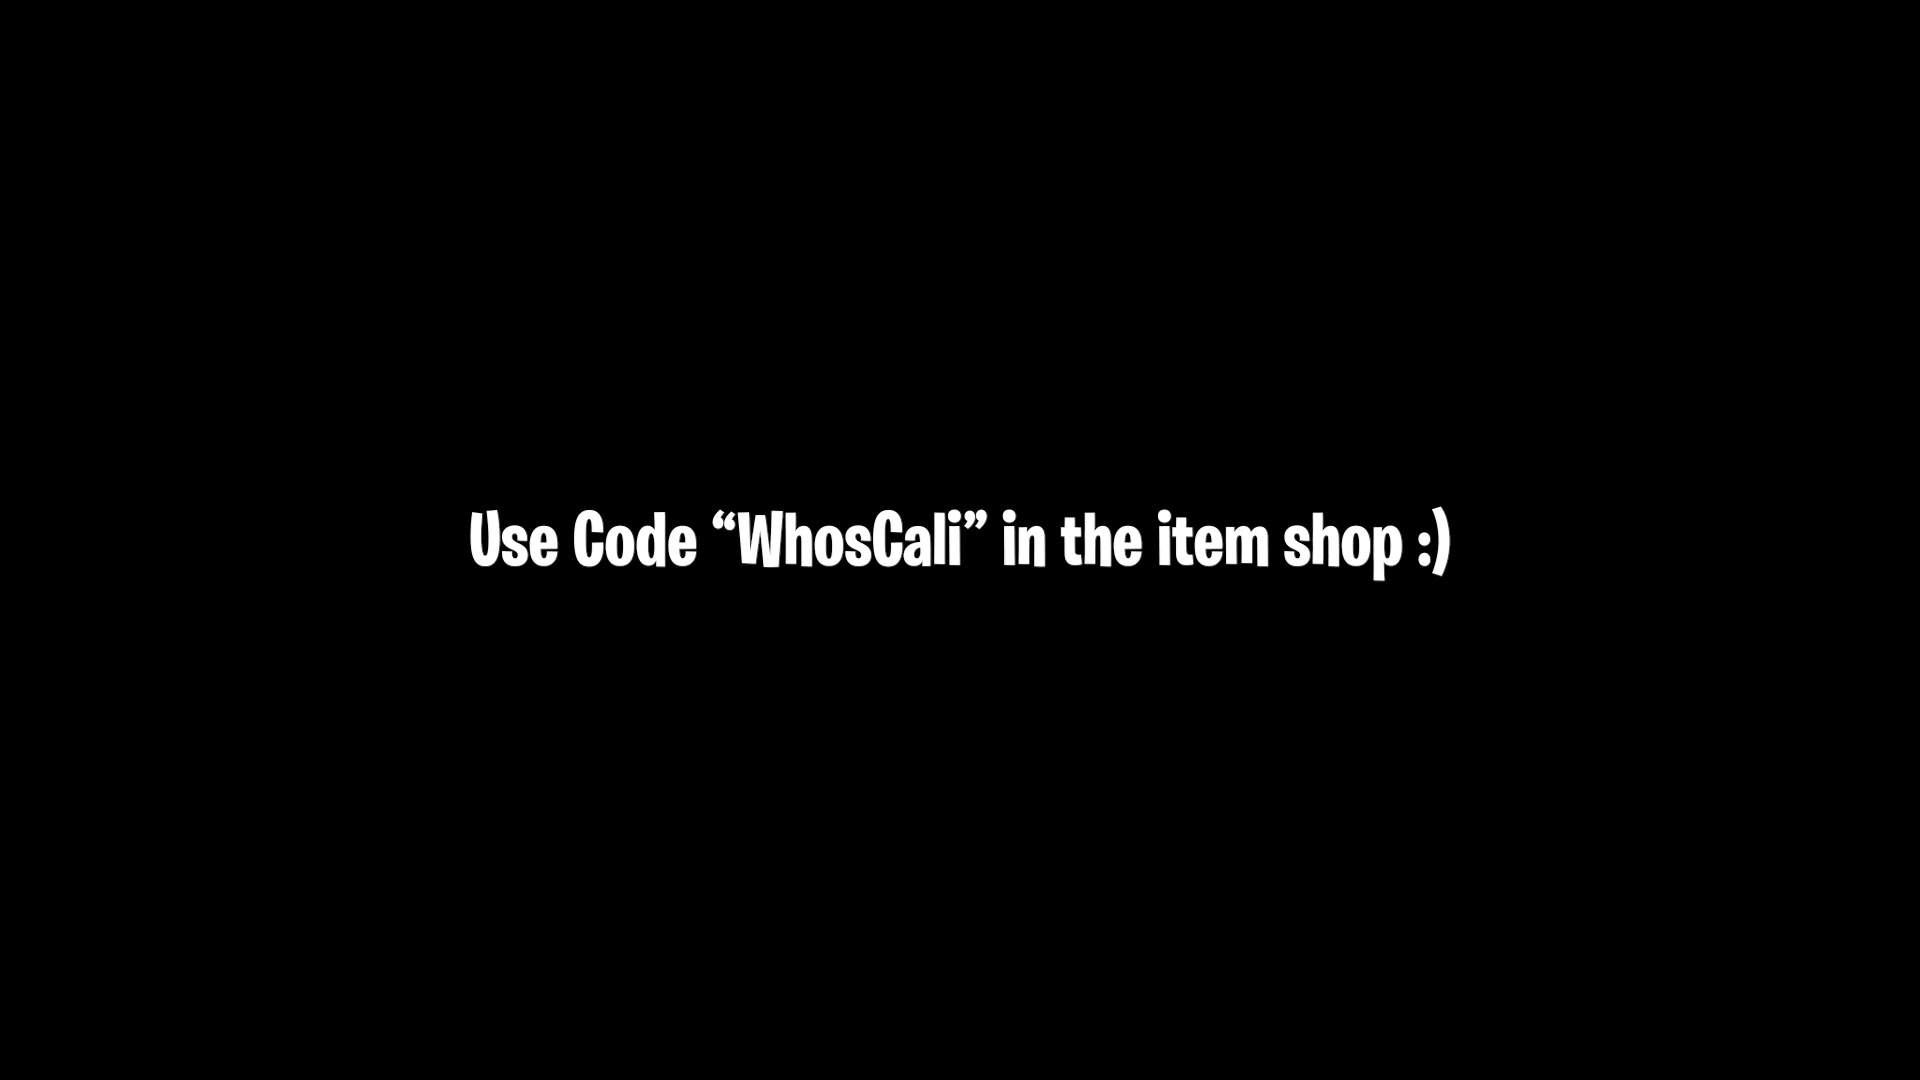 Use Code “WhosCali” in the item shop :)